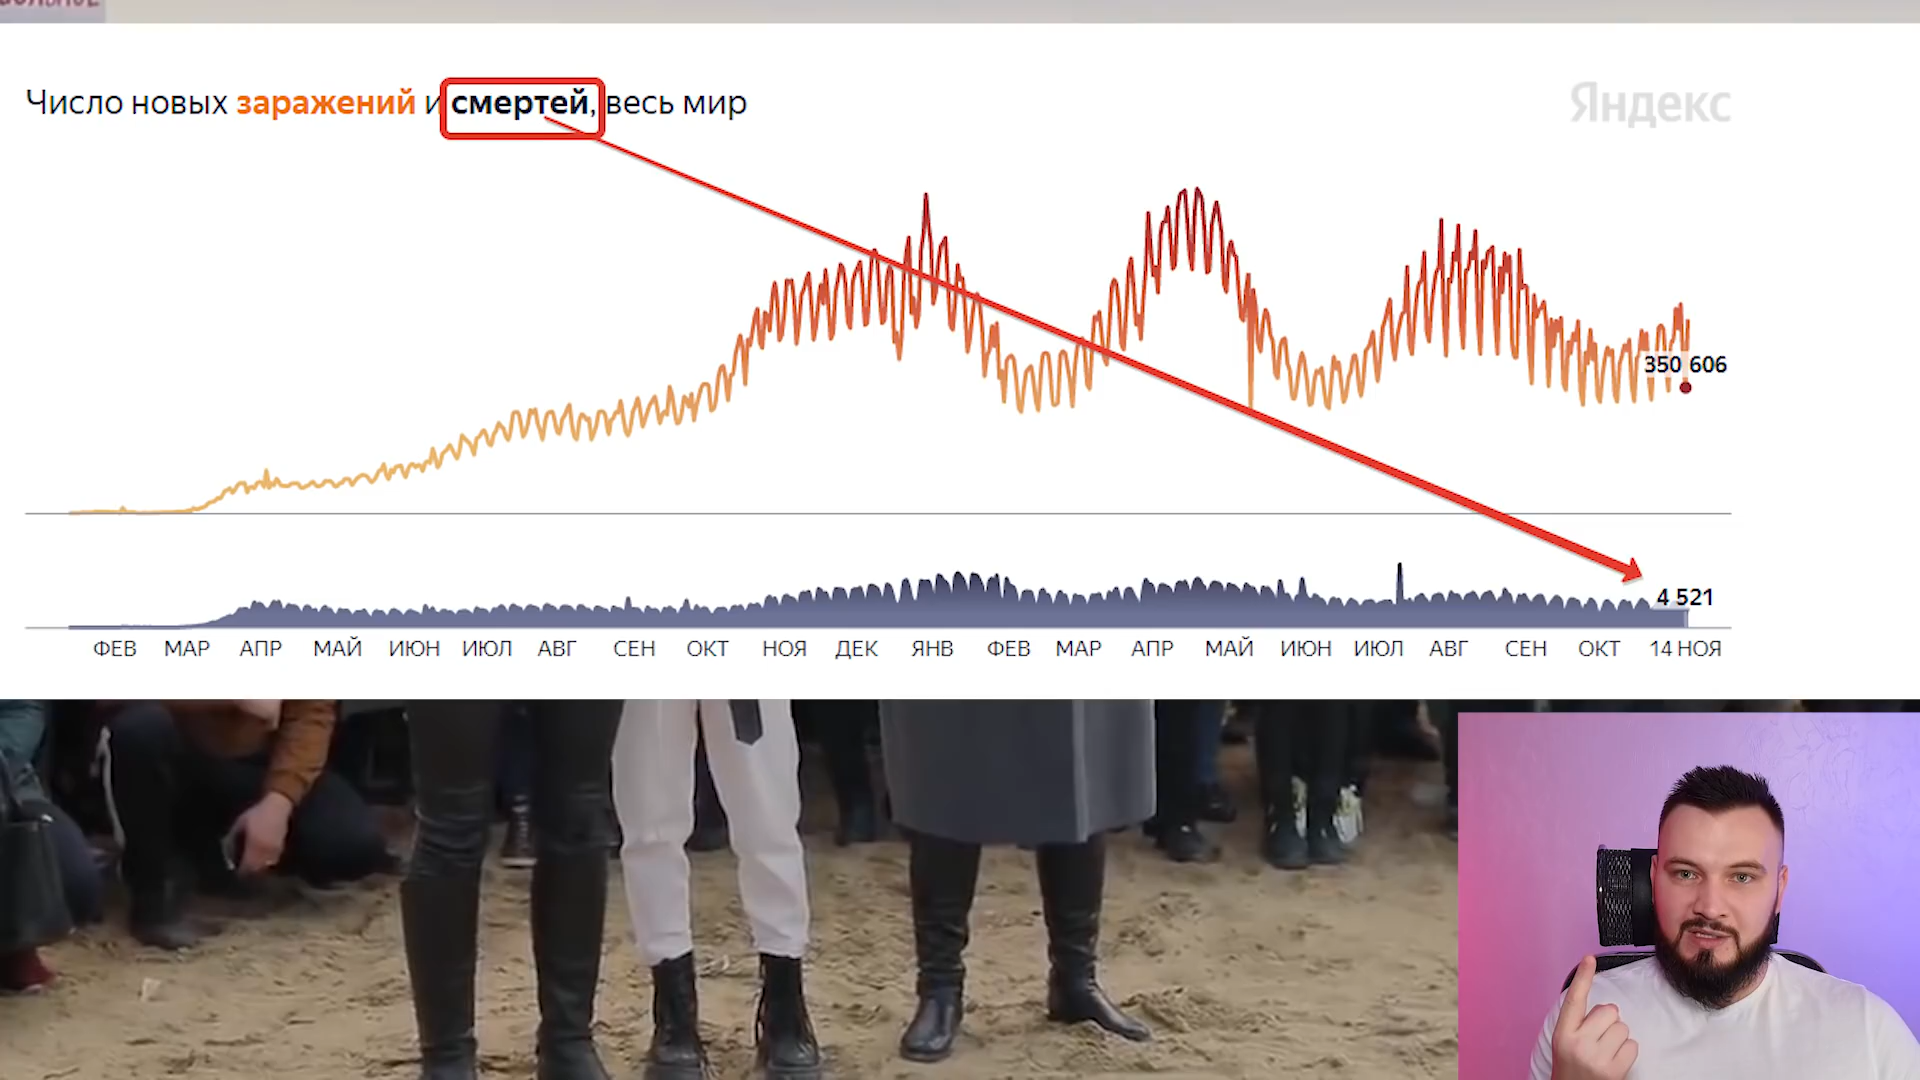 Число новых заражений и смертей, весь мир
Яндекс
350 606
4 521
ФЕВ МАР АПР МАЙ ИЮН ИЮЛ АВГ СЕН ОКТ НОЯ ДЕК ЯНВ ФЕВ МАР АПР МАЙ ИЮН ИЮЛ АВГ СЕН ОКТ 14 НОЯ